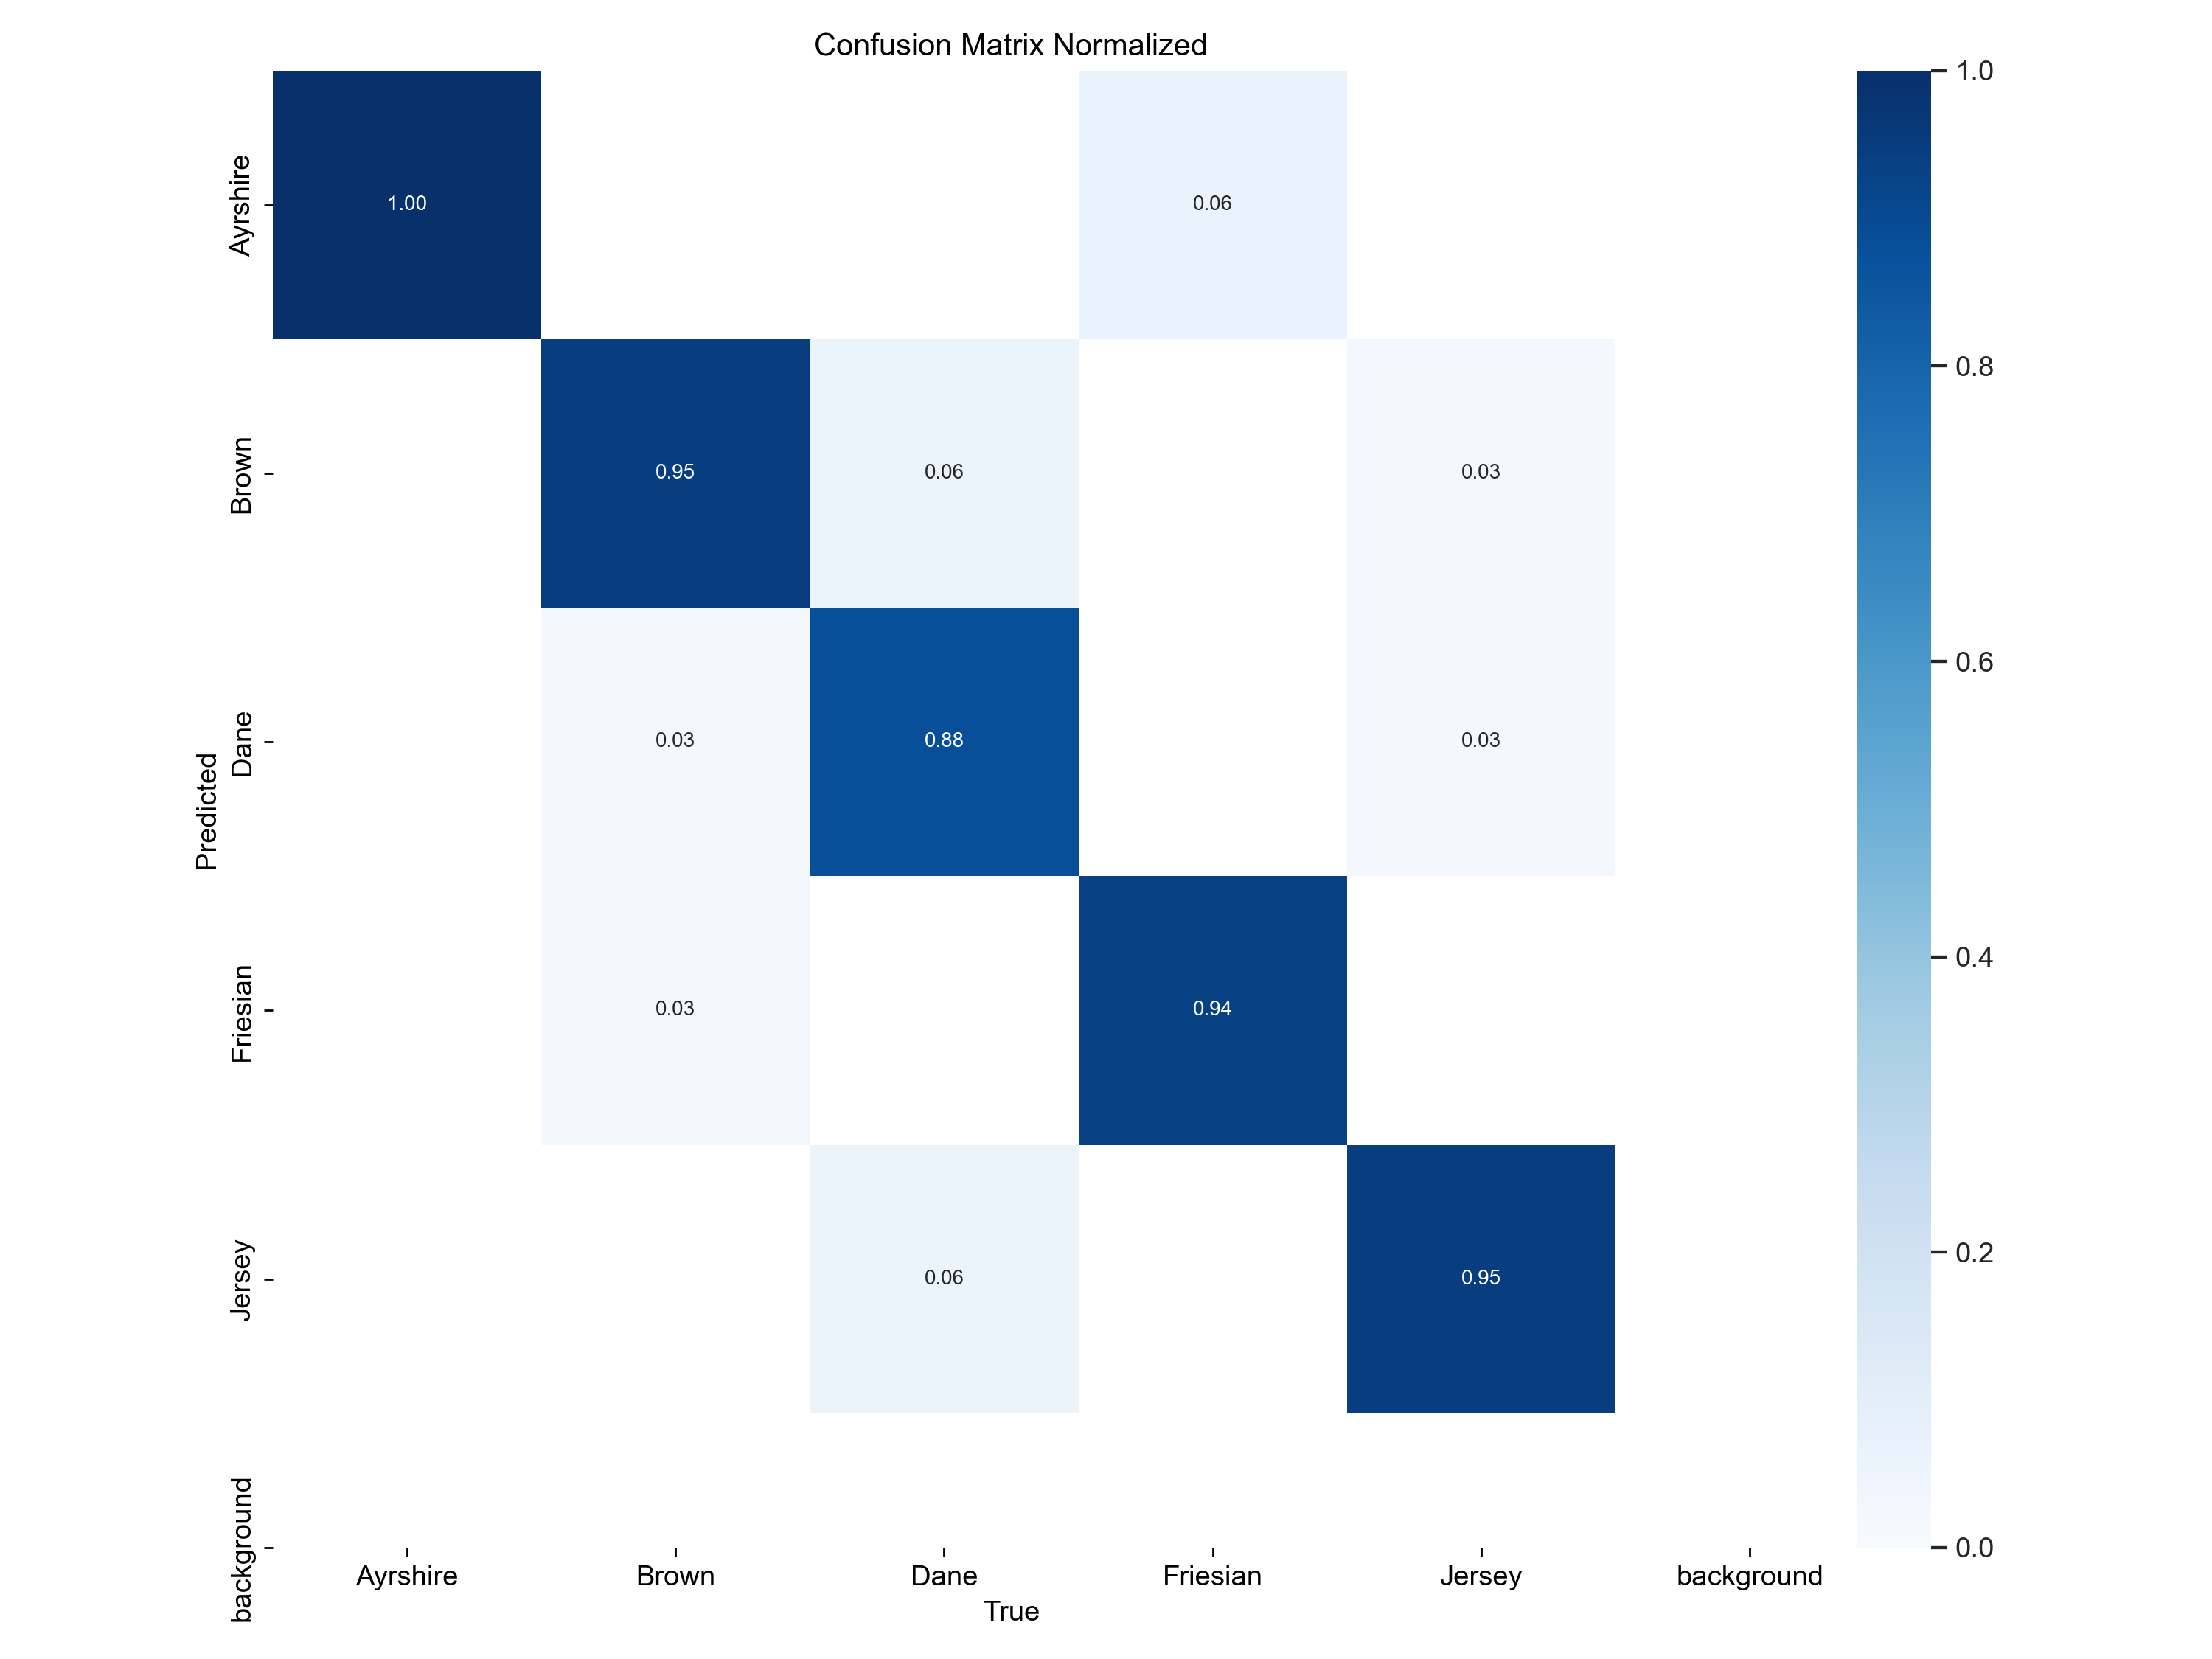 Confusion Matrix Normalized
1.0
Ayrshire
1.00
0.06
0.8
Brown
0.95
0.06
0.03
0.6
Predicted
Dane
0.03
0.88
0.03
0.4
Friesian
0.03
0.94
0.2
Jersey
0.06
0.95
0.0
background
Ayrshire
Brown
Dane
Friesian
Jersey
background
True